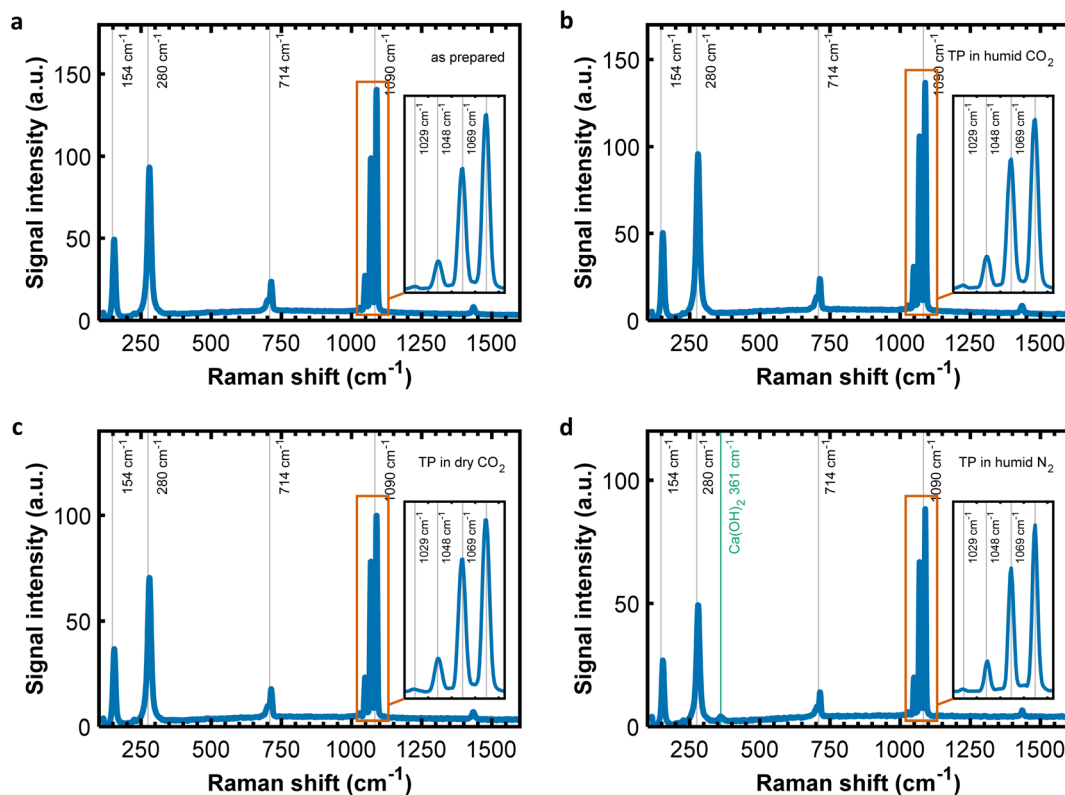 a
as prepared
154 cm-1
280 cm-1
714 cm-1
1090 cm-1
1029 cm-1
1048 cm-1
1069 cm-1
150
100
50
0
250
500
750
1000
1250
1500
Signal intensity (a.u.)
Raman shift (cm-1)
b
TP in humid CO2
154 cm-1
280 cm-1
714 cm-1
1090 cm-1
1029 cm-1
1048 cm-1
1069 cm-1
150
100
50
0
250
500
750
1000
1250
1500
Signal intensity (a.u.)
Raman shift (cm-1)
c
TP in dry CO2
154 cm-1
280 cm-1
714 cm-1
1090 cm-1
1029 cm-1
1048 cm-1
1069 cm-1
100
50
0
250
500
750
1000
1250
1500
Signal intensity (a.u.)
Raman shift (cm-1)
d
TP in humid N2
154 cm-1
280 cm-1
Ca(OH)2 361 cm-1
714 cm-1
1090 cm-1
1029 cm-1
1048 cm-1
1069 cm-1
100
50
0
250
500
750
1000
1250
1500
Signal intensity (a.u.)
Raman shift (cm-1)